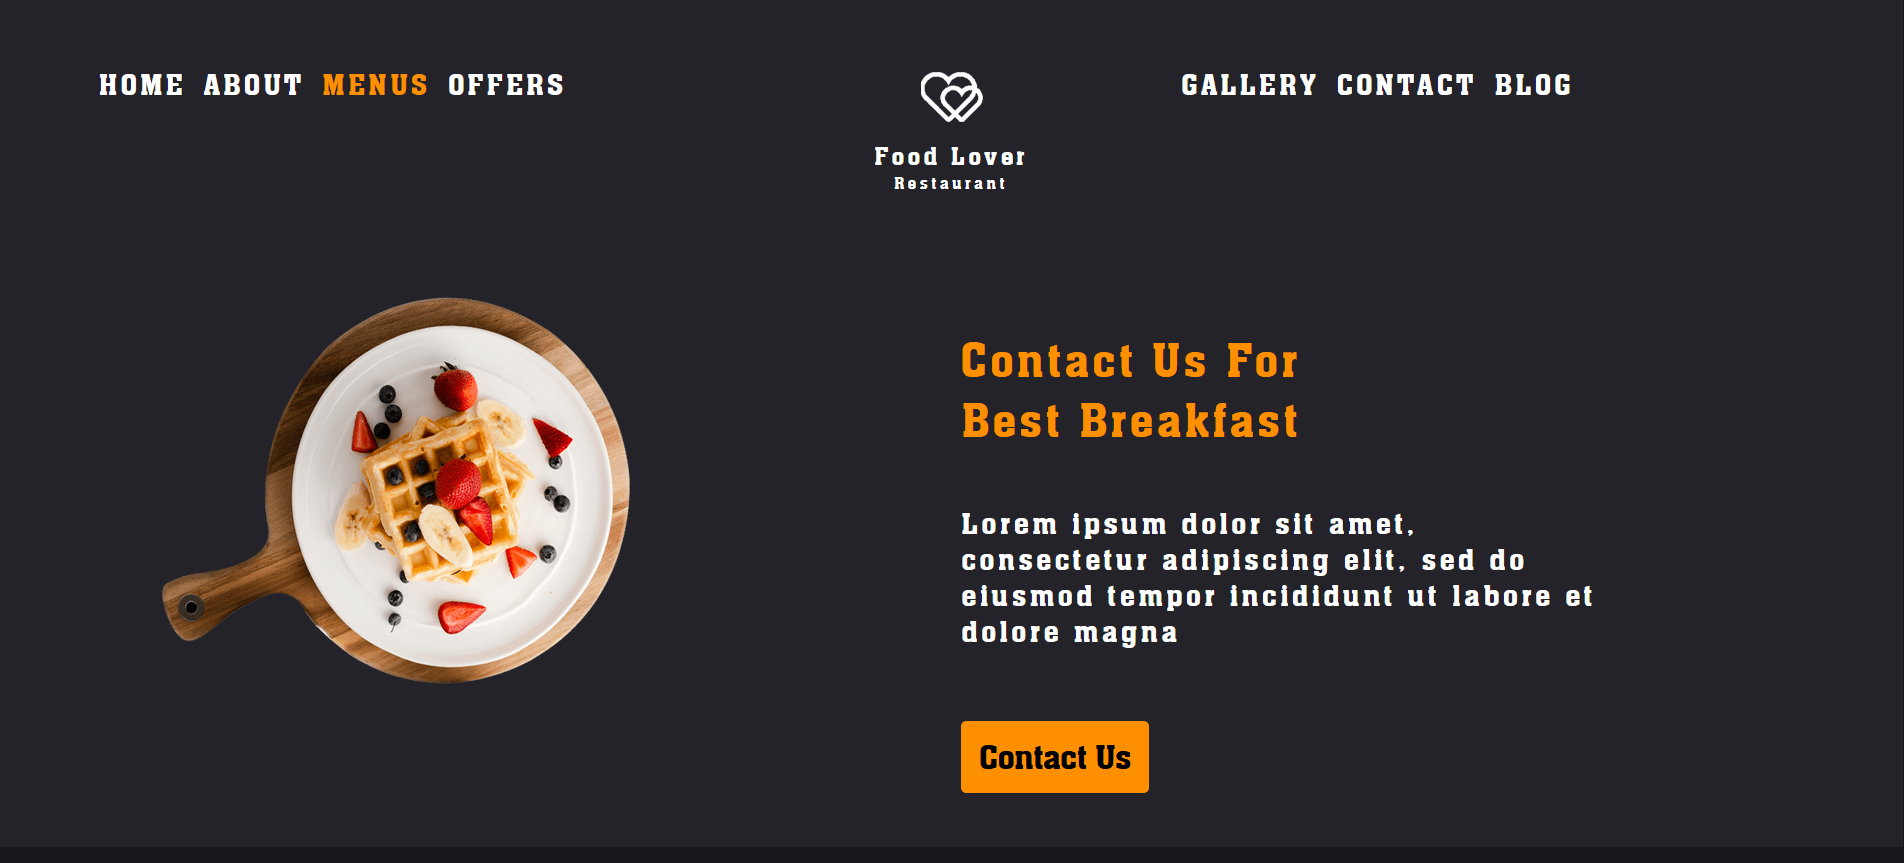 HOME ABOUT MENUS OFFERS
GALLERY CONTACT BLOG
Food Lover
Restaurant
Contact Us For
Best Breakfast
Lorem ipsum dolor sit amet,
consectetur adipiscing elit, sed do
eiusmod tempor incididunt ut labore et
dolore magna
Contact Us